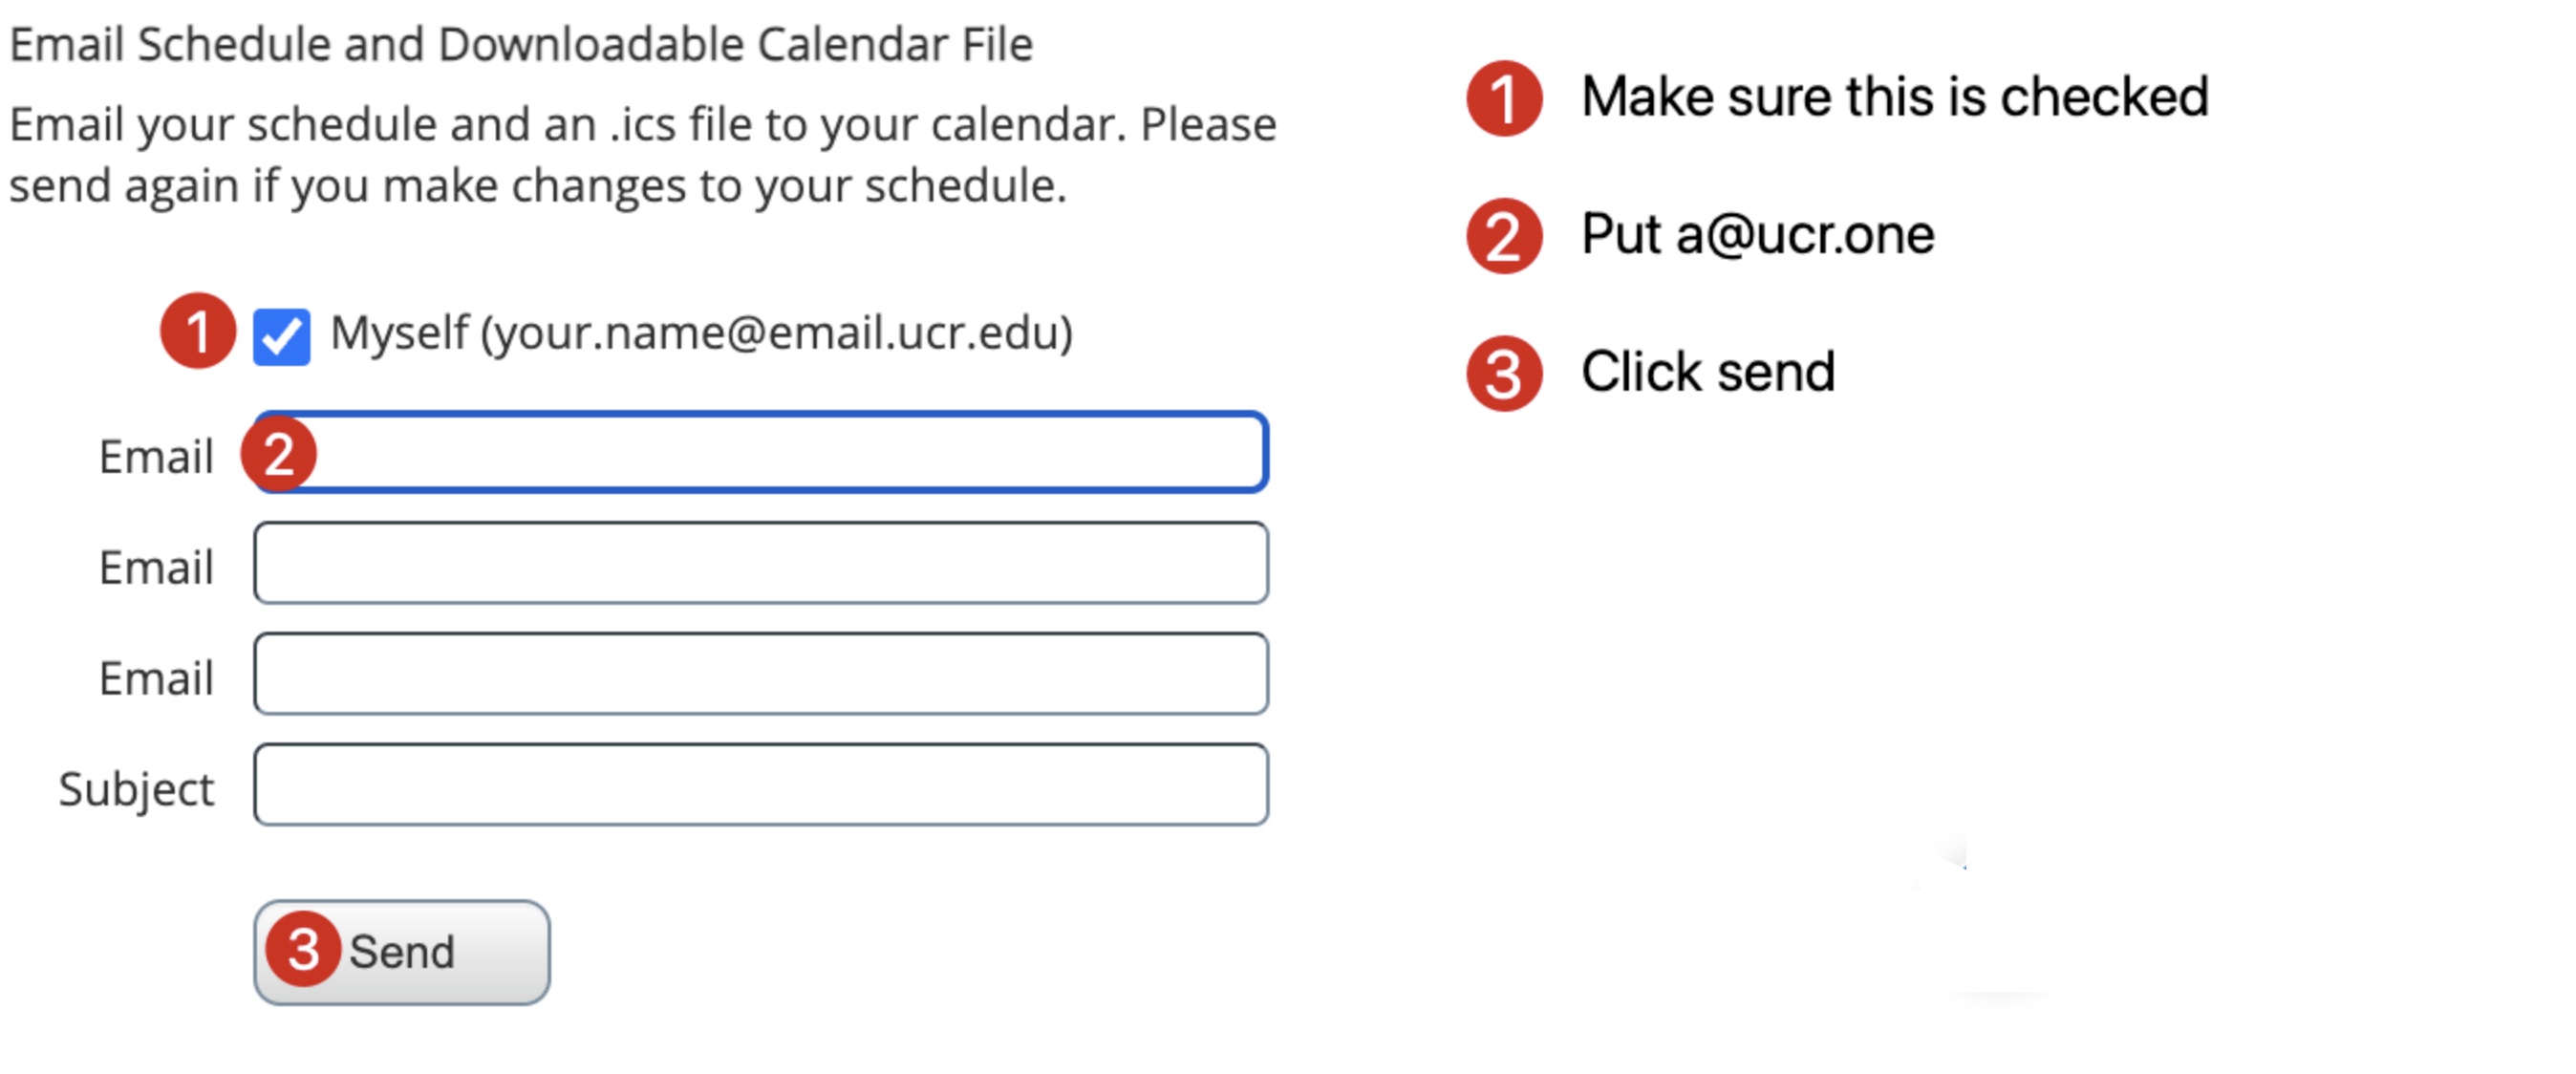 Email Schedule and Downloadable Calendar File
Email your schedule and an .ics file to your calendar. Please
send again if you make changes to your schedule.
1 Myself (your.name@email.ucr.edu)
Email 2
Email
Email
Subject
3 Send
1 Make sure this is checked
2 Put a@ucr.one
3 Click send